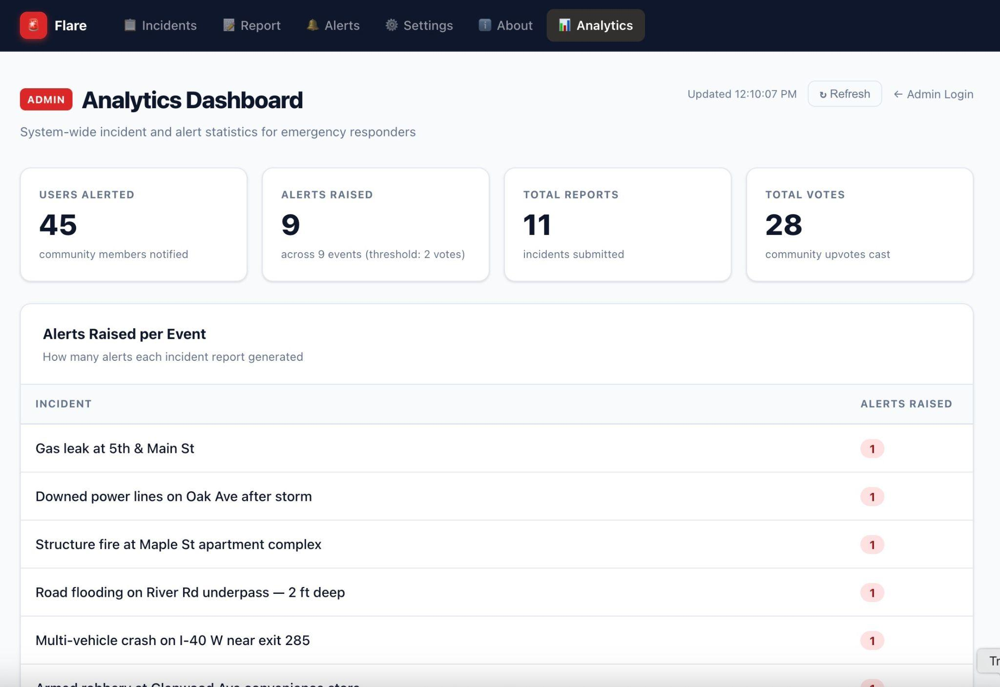 Flare
Incidents
Report
Alerts
Settings
About
Analytics
ADMIN
Analytics Dashboard
Updated 12:10:07 PM
↻ Refresh
← Admin Login
System-wide incident and alert statistics for emergency responders
USERS ALERTED
45
community members notified
ALERTS RAISED
9
across 9 events (threshold: 2 votes)
TOTAL REPORTS
11
incidents submitted
TOTAL VOTES
28
community upvotes cast
Alerts Raised per Event
How many alerts each incident report generated
INCIDENT ALERTS RAISED
Gas leak at 5th & Main St 1
Downed power lines on Oak Ave after storm 1
Structure fire at Maple St apartment complex 1
Road flooding on River Rd underpass — 2 ft deep 1
Multi-vehicle crash on I-40 W near exit 285 1
Tr
Armed robbery at Glenwood Ave convenience store 1